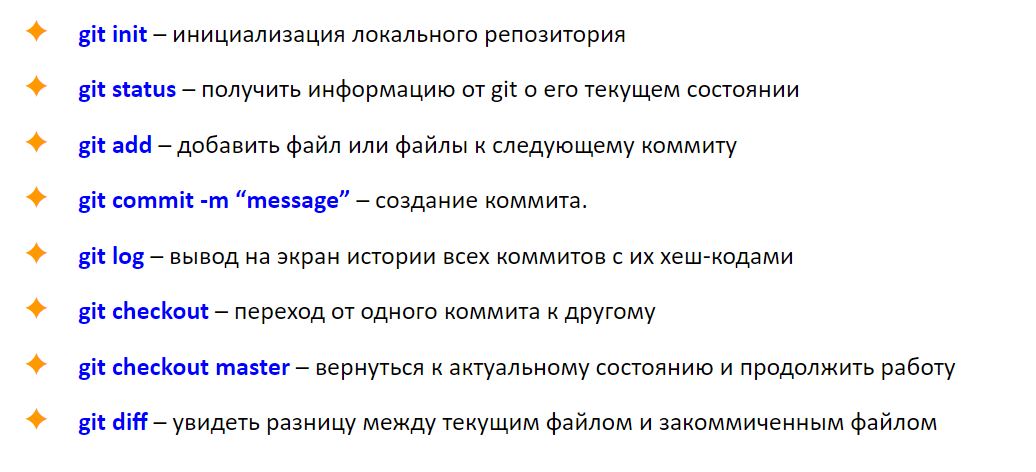 git init – инициализация локального репозитория
git status – получить информацию от git о его текущем состоянии
git add – добавить файл или файлы к следующему коммиту
git commit -m “message” – создание коммита.
git log – вывод на экран истории всех коммитов с их хеш-кодами
git checkout – переход от одного коммита к другому
git checkout master – вернуться к актуальному состоянию и продолжить работу
git diff – увидеть разницу между текущим файлом и закоммиченным файлом